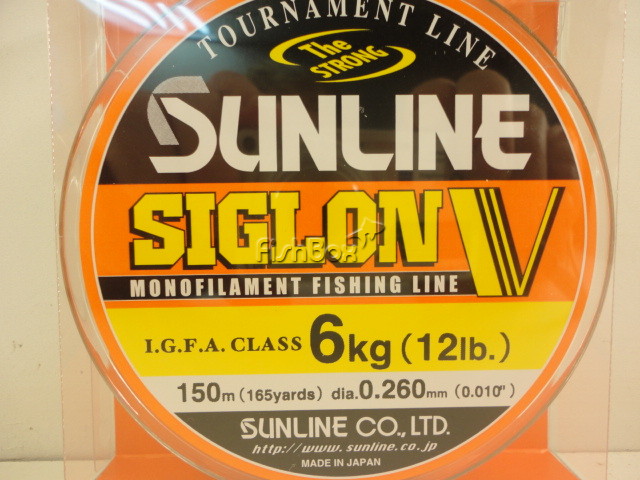 TOURNAMENT LINE
The
STRONG
SUNLINE
SIGLON V
FishBox
MONOFILAMENT FISHING LINE
I.G.F.A. CLASS 6kg (12lb.)
150m (165yards) dia.0.260mm (0.010")
SUNLINE CO.,LTD.
http://www.sunline.co.jp
MADE IN JAPAN